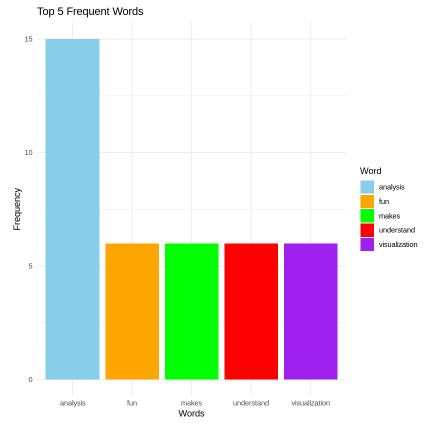 Top 5 Frequent Words
15
10
5
0
Frequency
analysis fun makes understand visualization
Words
Word
analysis
fun
makes
understand
visualization